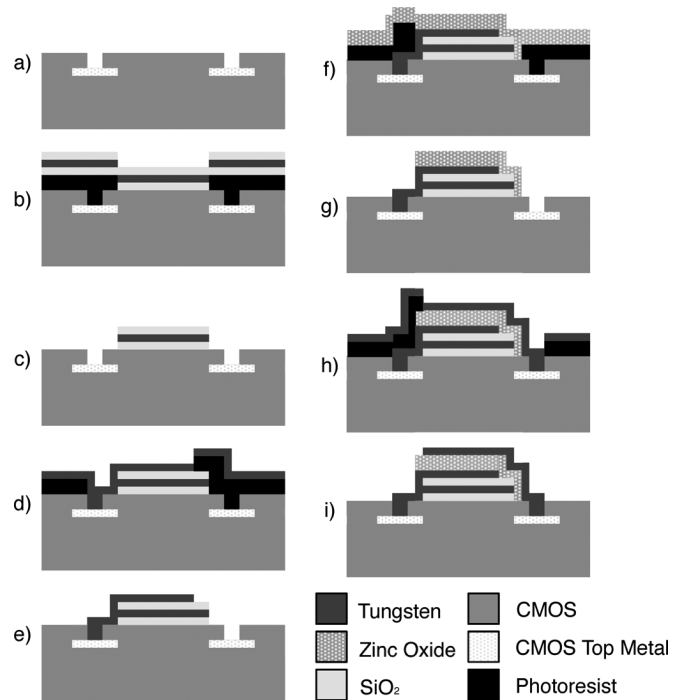 a)
b)
c)
d)
e)
f)
g)
h)
i)
Tungsten
Zinc Oxide
SiO₂
CMOS
CMOS Top Metal
Photoresist